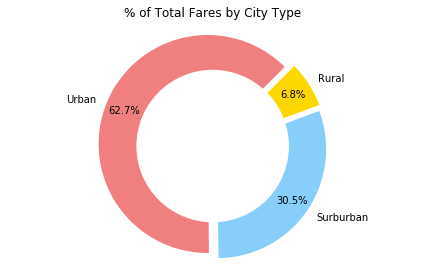 % of Total Fares by City Type
Rural
6.8%
Urban
62.7%
30.5%
Surburban